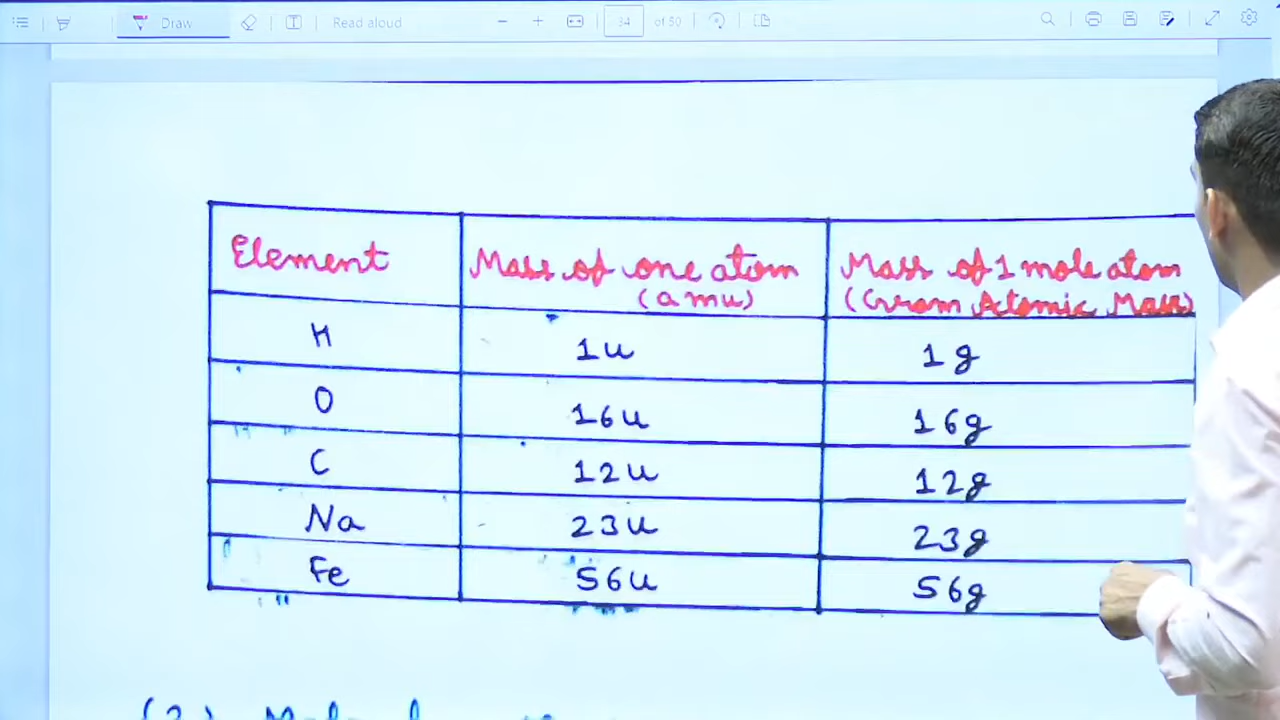 Draw
Read aloud
34 of 50
Element Mass of one atom (amu) Mass of 1 mole atom (Gram Atomic Mass)
H 1u 1g
O 16u 16g
C 12u 12g
Na 23u 23g
Fe 56u 56g